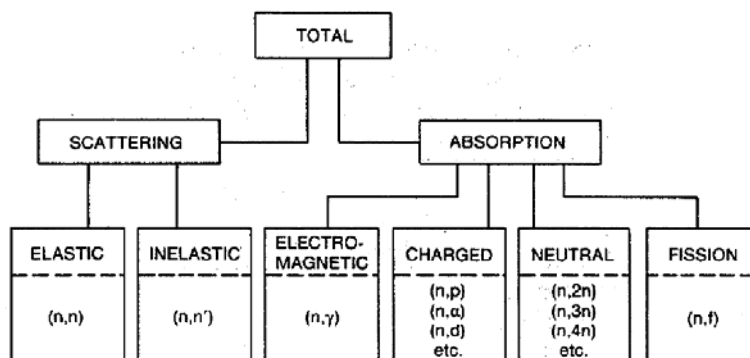 TOTAL
SCATTERING
ABSORPTION
ELASTIC
(n,n)
INELASTIC
(n,n')
ELECTRO-
MAGNETIC
(n,γ)
CHARGED
(n,p)
(n,α)
(n,d)
etc.
NEUTRAL
(n,2n)
(n,3n)
(n,4n)
etc.
FISSION
(n,f)